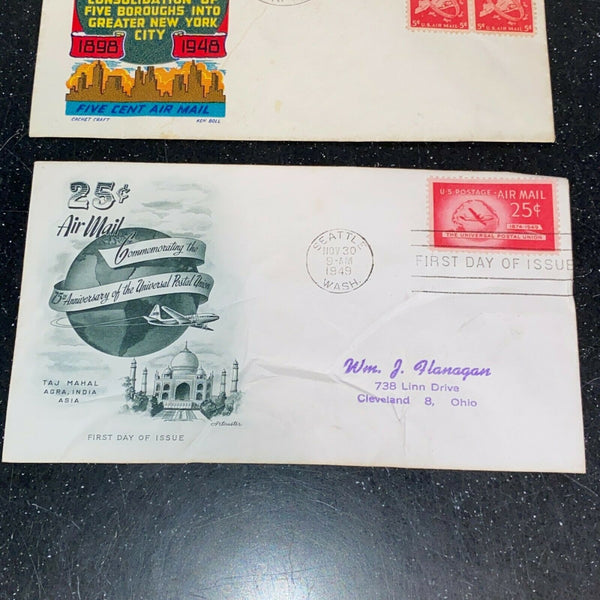 CONSOLIDATION OF
FIVE BOROUGHS INTO
GREATER NEW YORK
CITY
1898 1948
FIVE CENT AIR MAIL
CACHET CRAFT KEN BOLL
5¢ U.S. AIR MAIL 5¢
5¢ U.S. AIR MAIL 5¢
25¢
Air Mail
Commemorating the
75th Anniversary of the Universal Postal Union
TAJ MAHAL
AGRA, INDIA
ASIA
FIRST DAY OF ISSUE
Artmaster
SEATTLE
NOV 30
9-AM
1949
WASH.
U.S. POSTAGE - AIR MAIL
25¢
1874-1949
THE UNIVERSAL POSTAL UNION
FIRST DAY OF ISSUE
Wm. J. Flanagan
738 Linn Drive
Cleveland 8, Ohio